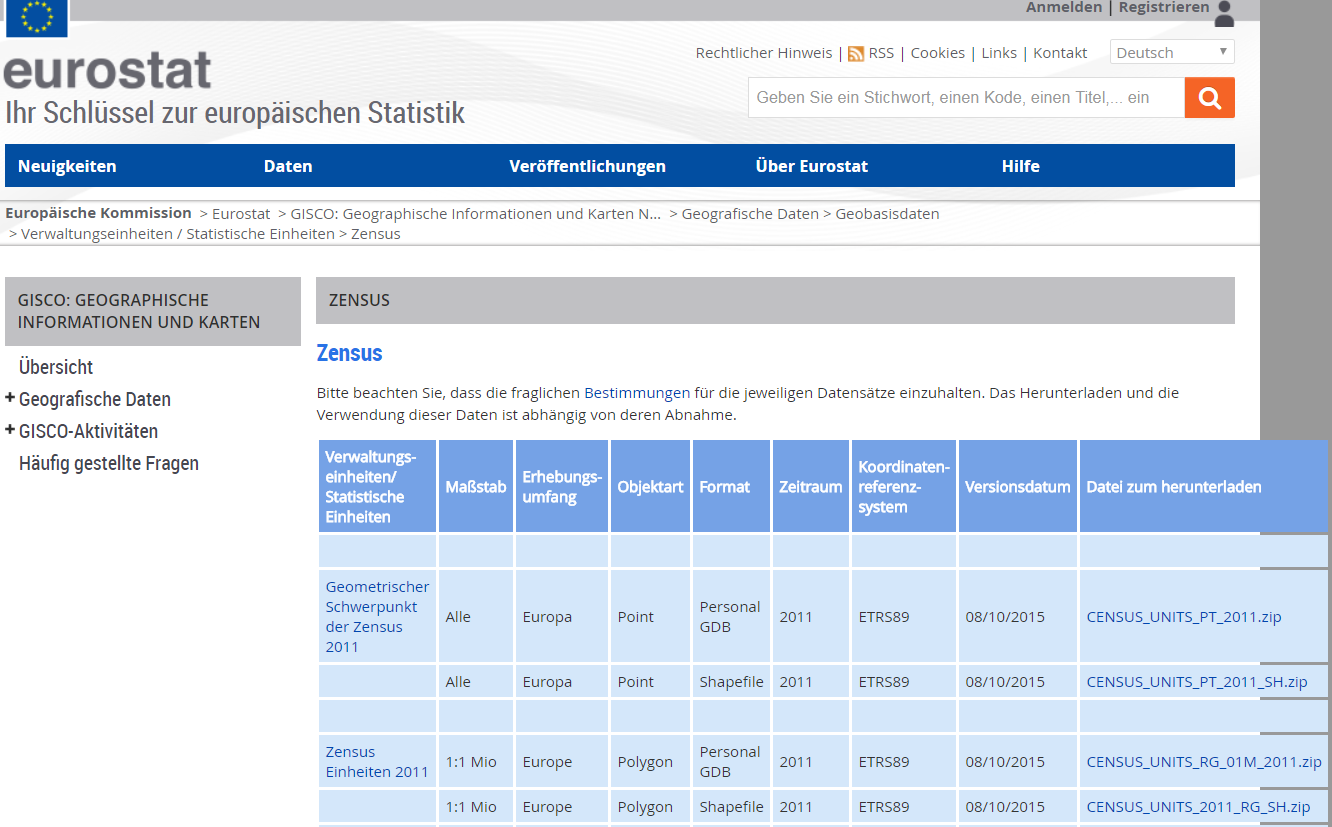 Anmelden | Registrieren
eurostat
Rechtlicher Hinweis | RSS | Cookies | Links | Kontakt
Deutsch
Ihr Schlüssel zur europäischen Statistik
Geben Sie ein Stichwort, einen Kode, einen Titel,... ein
Neuigkeiten Daten Veröffentlichungen Über Eurostat Hilfe
Europäische Kommission > Eurostat > GISCO: Geographische Informationen und Karten N... > Geografische Daten > Geobasisdaten
> Verwaltungseinheiten / Statistische Einheiten > Zensus
GISCO: GEOGRAPHISCHE
INFORMATIONEN UND KARTEN
Übersicht
+ Geografische Daten
+ GISCO-Aktivitäten
Häufig gestellte Fragen
ZENSUS
Zensus
Bitte beachten Sie, dass die fraglichen Bestimmungen für die jeweiligen Datensätze einzuhalten. Das Herunterladen und die
Verwendung dieser Daten ist abhängig von deren Abnahme.
Verwaltungs-
einheiten/
Statistische
Einheiten
Maßstab
Erhebungs-
umfang
Objektart
Format
Zeitraum
Koordinaten-
referenz-
system
Versionsdatum
Datei zum herunterladen
Geometrischer
Schwerpunkt
der Zensus
2011
Alle
Europa
Point
Personal
GDB
2011
ETRS89
08/10/2015
CENSUS_UNITS_PT_2011.zip
Alle
Europa
Point
Shapefile
2011
ETRS89
08/10/2015
CENSUS_UNITS_PT_2011_SH.zip
Zensus
Einheiten 2011
1:1 Mio
Europe
Polygon
Personal
GDB
2011
ETRS89
08/10/2015
CENSUS_UNITS_RG_01M_2011.zip
1:1 Mio
Europe
Polygon
Shapefile
2011
ETRS89
08/10/2015
CENSUS_UNITS_2011_RG_SH.zip